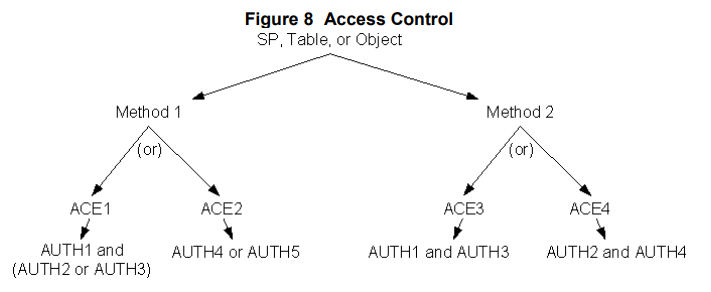 Figure 8 Access Control
SP, Table, or Object
Method 1
Method 2
(or)
(or)
ACE1
ACE2
ACE3
ACE4
AUTH1 and
(AUTH2 or AUTH3)
AUTH4 or AUTH5
AUTH1 and AUTH3
AUTH2 and AUTH4